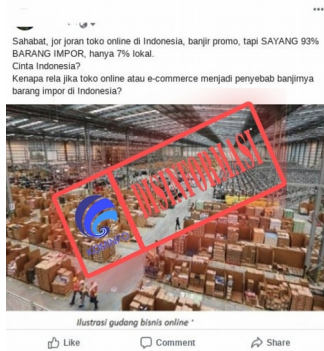 Sahabat, jor joran toko online di Indonesia, banjir promo, tapi SAYANG 93%
BARANG IMPOR, hanya 7% lokal.
Cinta Indonesia?
Kenapa rela jika toko online atau e-commerce menjadi penyebab banjirnya
barang impor di Indonesia?
DISINFORMASI
KOMINFO
Ilustrasi gudang bisnis online
Like
Comment
Share